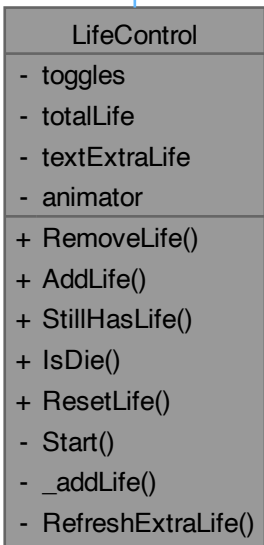 LifeControl
- toggles
- totalLife
- textExtraLife
- animator
+ RemoveLife()
+ AddLife()
+ StillHasLife()
+ IsDie()
+ ResetLife()
- Start()
- _addLife()
- RefreshExtraLife()